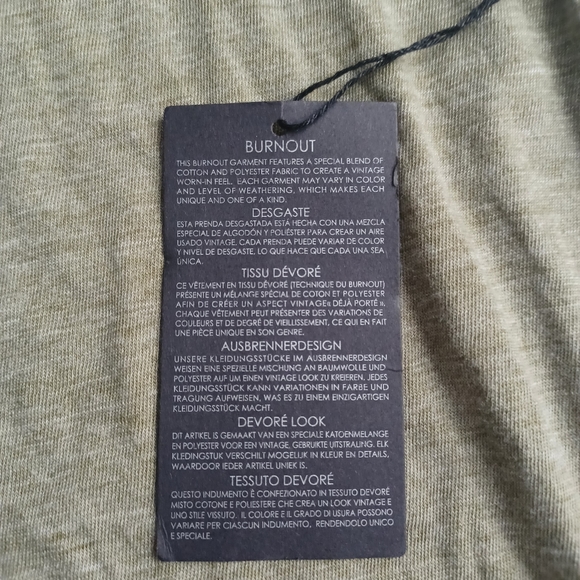 BURNOUT
THIS BURNOUT GARMENT FEATURES A SPECIAL BLEND OF
COTTON AND POLYESTER FABRIC TO CREATE A VINTAGE
WORN-IN FEEL. EACH GARMENT MAY VARY IN COLOR
AND LEVEL OF WEATHERING, WHICH MAKES EACH
UNIQUE AND ONE OF A KIND.
DESGASTE
ESTA PRENDA DESGASTADA ESTÁ HECHA CON UNA MEZCLA
ESPECIAL DE ALGODÓN Y POLIÉSTER PARA CREAR UN AIRE
USADO VINTAGE. CADA PRENDA PUEDE VARIAR DE COLOR
Y NIVEL DE DESGASTE, LO QUE HACE QUE CADA UNA SEA
ÚNICA.
TISSU DÉVORÉ
CE VÊTEMENT EN TISSU DÉVORÉ (TECHNIQUE DU BURNOUT)
PRÉSENTE UN MÉLANGE SPÉCIAL DE COTON ET POLYESTER
AFIN DE CRÉER UN ASPECT VINTAGE« DÉJÀ PORTÉ ».
CHAQUE VÊTEMENT PEUT PRÉSENTER DES VARIATIONS DE
COULEURS ET DE DEGRÉ DE VIEILLISSEMENT, CE QUI EN FAIT
UNE PIÈCE UNIQUE EN SON GENRE.
AUSBRENNERDESIGN
UNSERE KLEIDUNGSSTÜCKE IM AUSBRENNERDESIGN
WEISEN EINE SPEZIELLE MISCHUNG AN BAUMWOLLE UND
POLYESTER AUF UM EINEN VINTAGE LOOK ZU KREIEREN. JEDES
KLEIDUNGSSTÜCK KANN VARIATIONEN IN FARBE UND
TRAGUNG AUFWEISEN, WAS ES ZU EINEM EINZIGARTIGEN
KLEIDUNGSSTÜCK MACHT.
DEVORÉ LOOK
DIT ARTIKEL IS GEMAAKT VAN EEN SPECIALE KATOENMELANGE
EN POLYESTER VOOR EEN VINTAGE, GEBRUIKTE UITSTRALING. ELK
KLEDINGSTUK VERSCHILT MOGELIJK IN KLEUR EN DETAILS,
WAARDOOR IEDER ARTIKEL UNIEK IS.
TESSUTO DEVORÉ
QUESTO INDUMENTO È CONFEZIONATO IN TESSUTO DEVORÉ
MISTO COTONE E POLIESTERE CHE CREA UN LOOK VINTAGE E
UNO STILE VISSUTO. IL COLORE E IL GRADO DI USURA POSSONO
VARIARE PER CIASCUN INDUMENTO, RENDENDOLO UNICO
E SPECIALE.